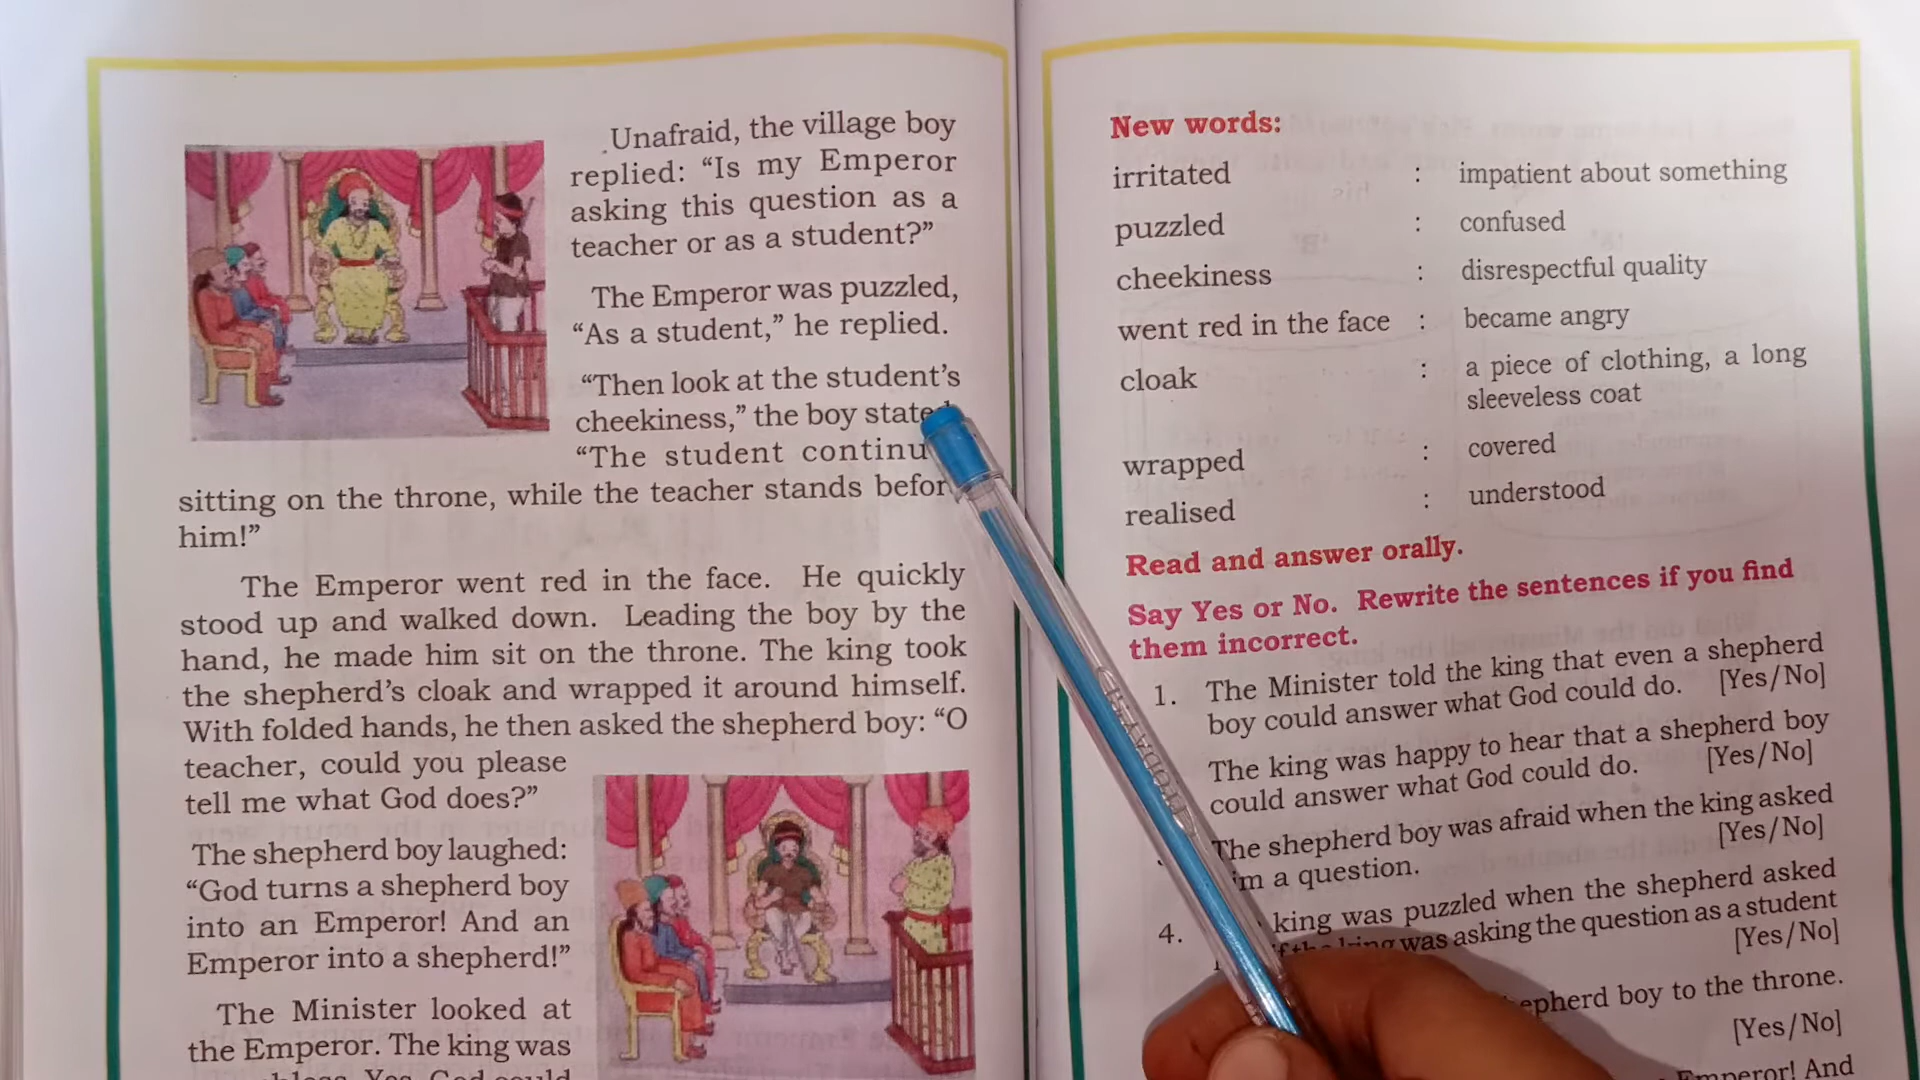 Unafraid, the village boy
replied: “Is my Emperor
asking this question as a
teacher or as a student?”
The Emperor was puzzled,
“As a student,” he replied.
“Then look at the student’s
cheekiness,” the boy
“The student
sitting on the throne, while the teacher stands
him!”
The Emperor went red in the face. He quickly
stood up and walked down. Leading the boy by the
hand, he made him sit on the throne. The king took
the shepherd’s cloak and wrapped it around himself.
With folded hands, he then asked the shepherd boy: “O
teacher, could you please
tell me what God does?”
The shepherd boy laughed:
“God turns a shepherd boy
into an Emperor! And an
Emperor into a shepherd!”
The Minister looked at
the Emperor. The king was
Yes, God could
New words:
irritated : impatient about something
puzzled : confused
cheekiness : disrespectful quality
went red in the face : became angry
cloak : a piece of clothing, a long
sleeveless coat
wrapped : covered
realised : understood
Read and answer orally.
Say Yes or No. Rewrite the sentences if you find
them incorrect.
1. The Minister told the king that even a shepherd
boy could answer what God could do. [Yes/No]
The king was happy to hear that a shepherd boy
could answer what God could do. [Yes/No]
The shepherd boy was afraid when the king asked
a question. [Yes/No]
4. king was puzzled when the shepherd asked
was asking the question as a student
[Yes/No]
boy to the throne.
[Yes/No]
Emperor! And